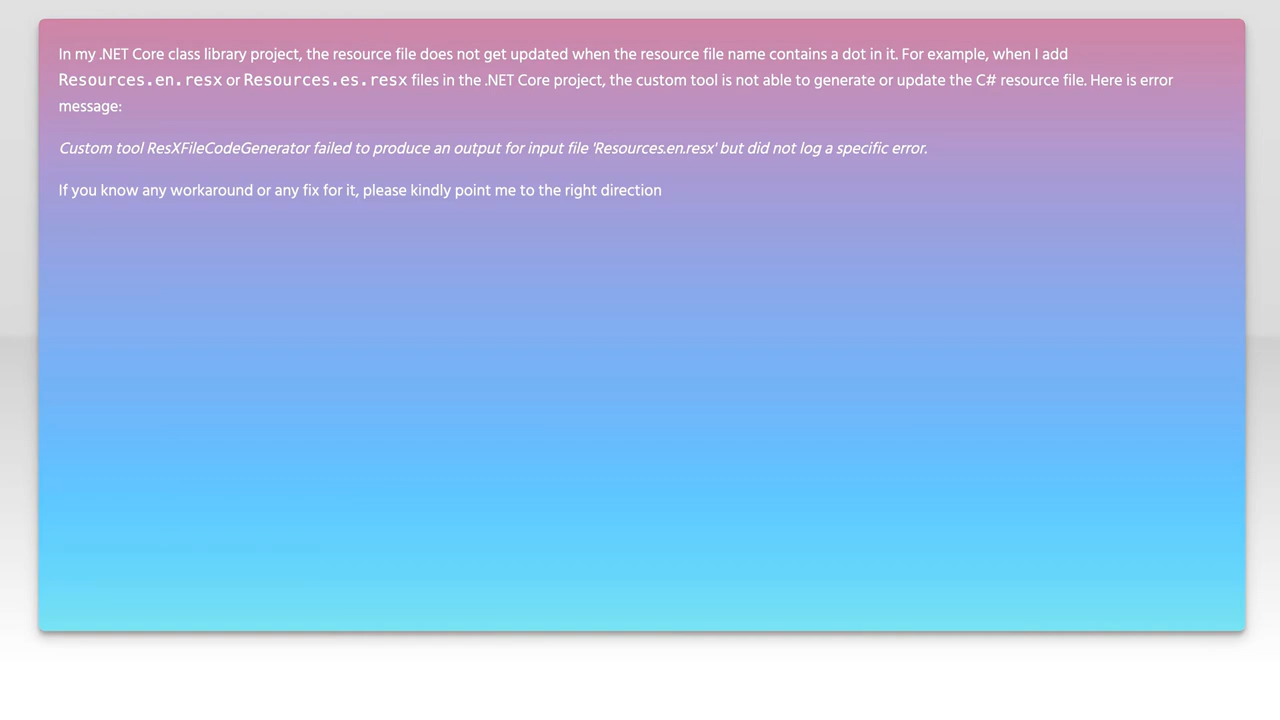 In my .NET Core class library project, the resource file does not get updated when the resource file name contains a dot in it. For example, when I add
Resources.en.resx or Resources.es.resx files in the .NET Core project, the custom tool is not able to generate or update the C# resource file. Here is error
message:
Custom tool ResXFileCodeGenerator failed to produce an output for input file 'Resources.en.resx' but did not log a specific error.
If you know any workaround or any fix for it, please kindly point me to the right direction